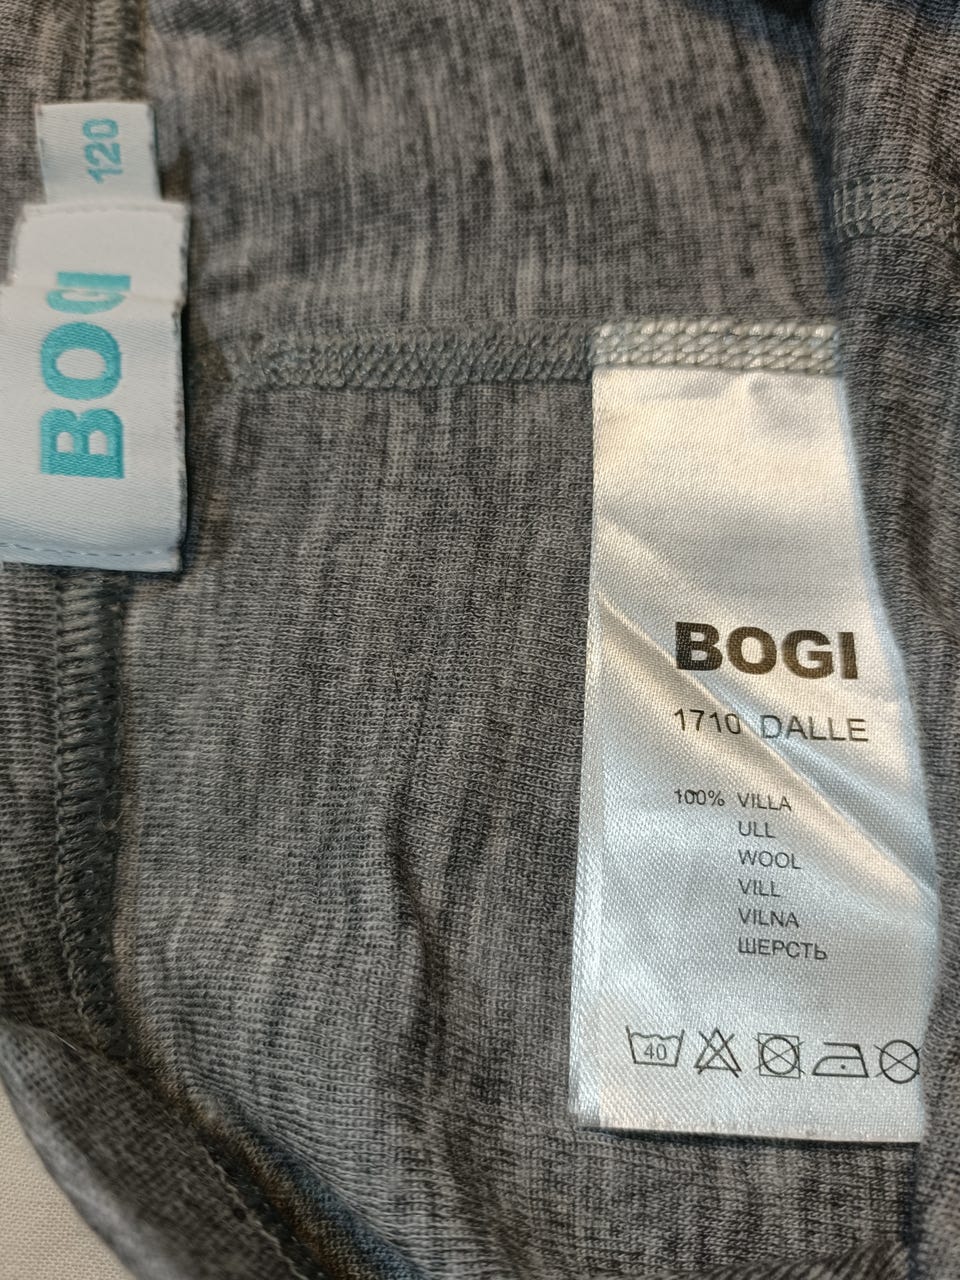 120
BOGI
BOGI
1710 DALLE
100% VILLA
ULL
WOOL
VILL
VILNA
ШЕРСТЬ
40